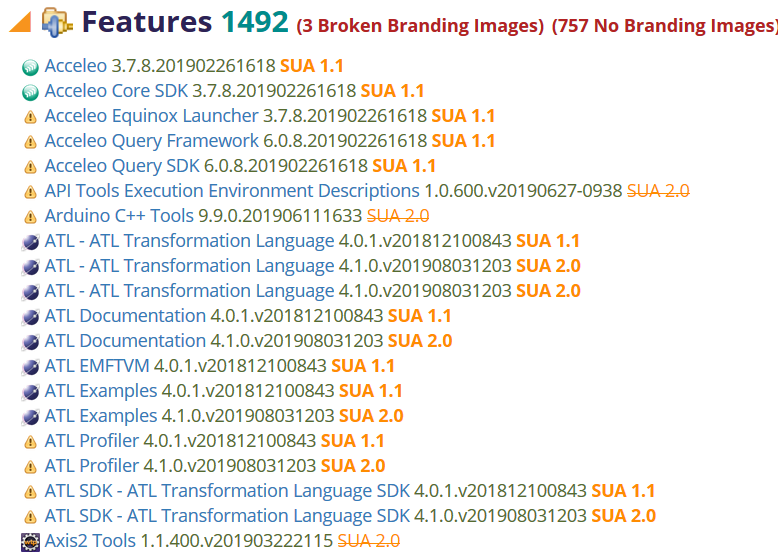 Features 1492 (3 Broken Branding Images) (757 No Branding Images)
Acceleo 3.7.8.201902261618 SUA 1.1
Acceleo Core SDK 3.7.8.201902261618 SUA 1.1
Acceleo Equinox Launcher 3.7.8.201902261618 SUA 1.1
Acceleo Query Framework 6.0.8.201902261618 SUA 1.1
Acceleo Query SDK 6.0.8.201902261618 SUA 1.1
API Tools Execution Environment Descriptions 1.0.600.v20190627-0938 SUA 2.0
Arduino C++ Tools 9.9.0.201906111633 SUA 2.0
ATL - ATL Transformation Language 4.0.1.v201812100843 SUA 1.1
ATL - ATL Transformation Language 4.1.0.v201908031203 SUA 2.0
ATL - ATL Transformation Language 4.1.0.v201908031203 SUA 2.0
ATL Documentation 4.0.1.v201812100843 SUA 1.1
ATL Documentation 4.1.0.v201908031203 SUA 2.0
ATL EMFTVM 4.0.1.v201812100843 SUA 1.1
ATL Examples 4.0.1.v201812100843 SUA 1.1
ATL Examples 4.1.0.v201908031203 SUA 2.0
ATL Profiler 4.0.1.v201812100843 SUA 1.1
ATL Profiler 4.1.0.v201908031203 SUA 2.0
ATL SDK - ATL Transformation Language SDK 4.0.1.v201812100843 SUA 1.1
ATL SDK - ATL Transformation Language SDK 4.1.0.v201908031203 SUA 2.0
Axis2 Tools 1.1.400.v201903222115 SUA 2.0